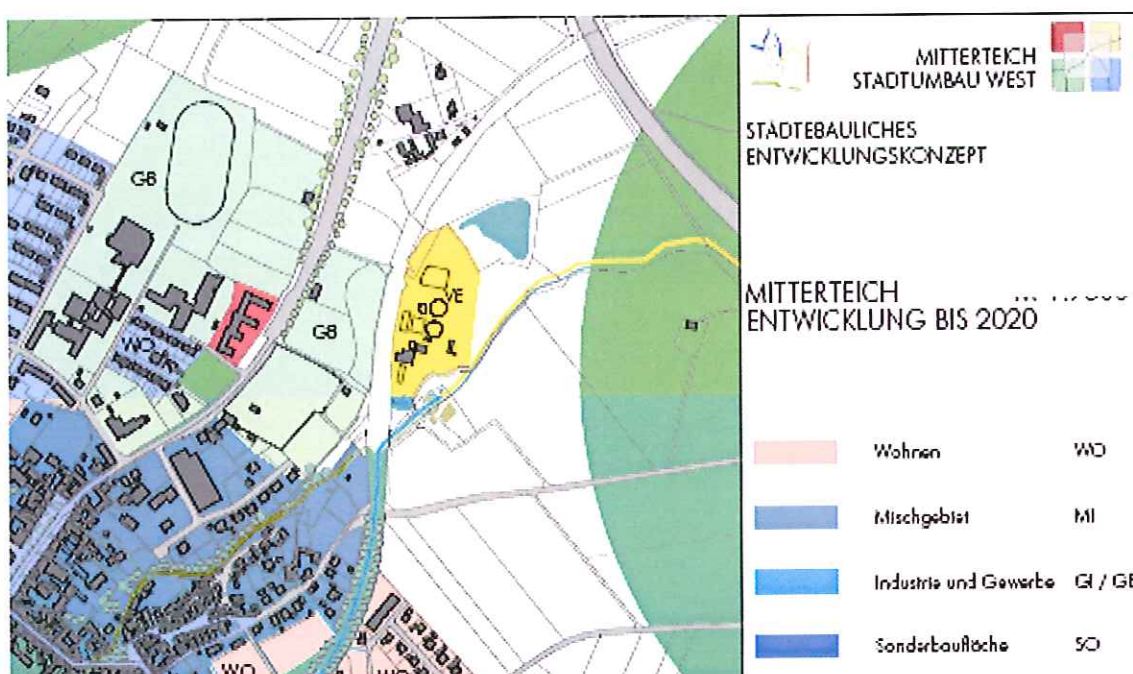 MITTERTEICH
STADTUMBAU WEST
STÄDTEBAULICHES
ENTWICKLUNGSKONZEPT
MITTERTEICH
ENTWICKLUNG BIS 2020
Wohnen WO
Mischgebiet MI
Industrie und Gewerbe GI / GE
Sonderbaufläche SO
GB
WO
GB
VE
WO
WO